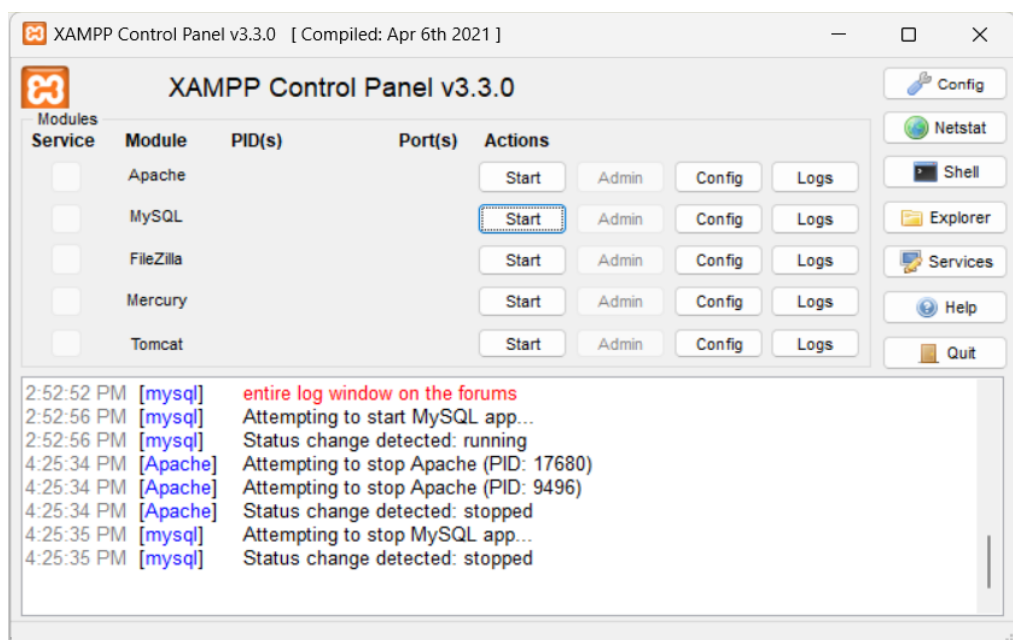 XAMPP Control Panel v3.3.0 [ Compiled: Apr 6th 2021 ]
XAMPP Control Panel v3.3.0
Config
Modules
Service Module PID(s) Port(s) Actions
Netstat
Apache Start Admin Config Logs
Shell
MySQL Start Admin Config Logs
Explorer
FileZilla Start Admin Config Logs
Services
Mercury Start Admin Config Logs
Help
Tomcat Start Admin Config Logs
Quit
2:52:52 PM [mysql] entire log window on the forums
2:52:56 PM [mysql] Attempting to start MySQL app...
2:52:56 PM [mysql] Status change detected: running
4:25:34 PM [Apache] Attempting to stop Apache (PID: 17680)
4:25:34 PM [Apache] Attempting to stop Apache (PID: 9496)
4:25:34 PM [Apache] Status change detected: stopped
4:25:35 PM [mysql] Attempting to stop MySQL app...
4:25:35 PM [mysql] Status change detected: stopped